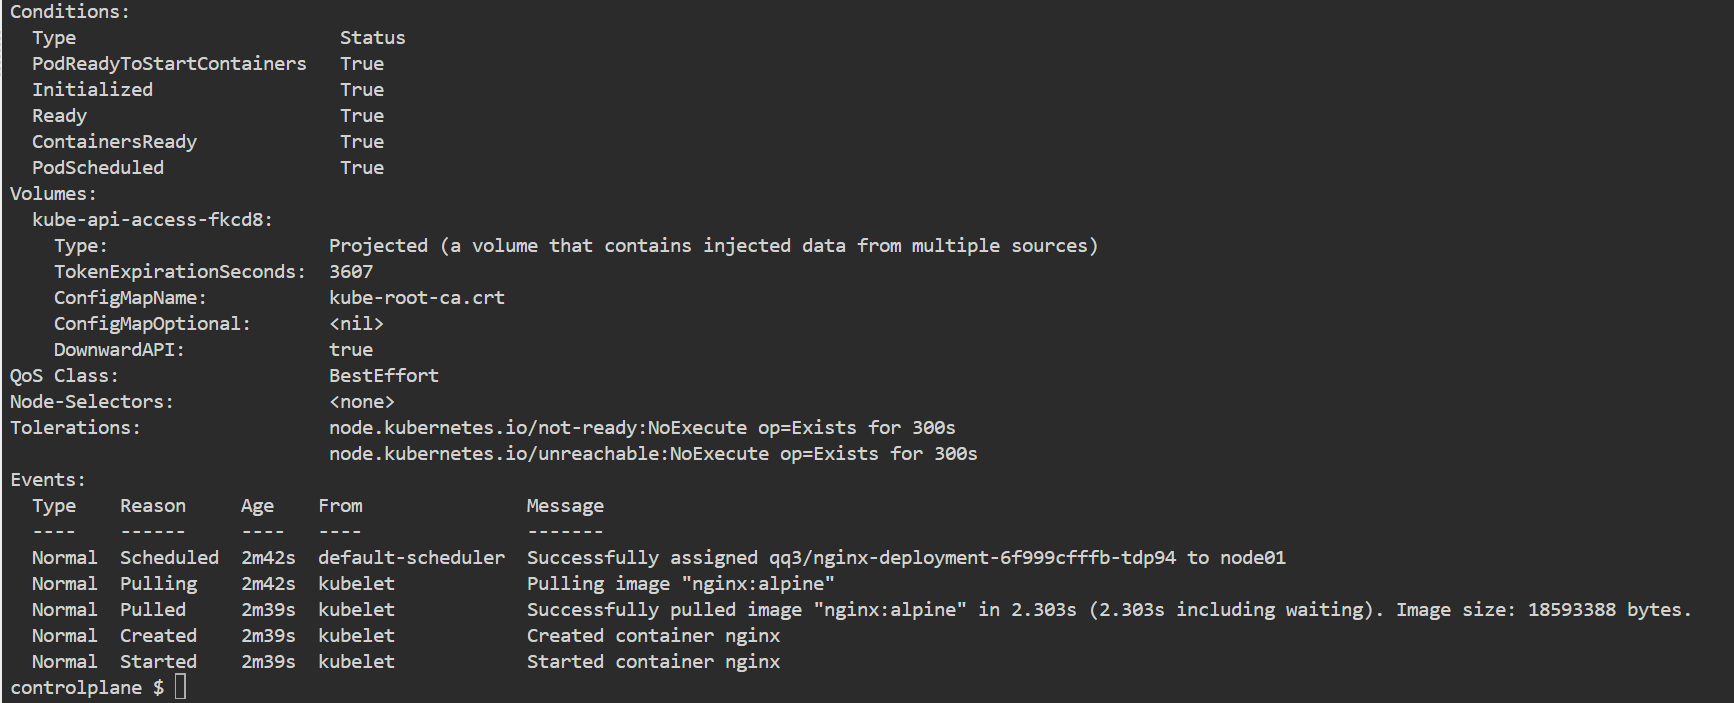 Conditions:
  Type                        Status
  PodReadyToStartContainers   True
  Initialized                 True
  Ready                       True
  ContainersReady             True
  PodScheduled                True
Volumes:
  kube-api-access-fkcd8:
    Type:                    Projected (a volume that contains injected data from multiple sources)
    TokenExpirationSeconds:  3607
    ConfigMapName:           kube-root-ca.crt
    ConfigMapOptional:       <nil>
    DownwardAPI:             true
QoS Class:                   BestEffort
Node-Selectors:              <none>
Tolerations:                 node.kubernetes.io/not-ready:NoExecute op=Exists for 300s
                             node.kubernetes.io/unreachable:NoExecute op=Exists for 300s
Events:
  Type    Reason     Age   From               Message
  ----    ------     ----  ----               -------
  Normal  Scheduled  2m42s  default-scheduler  Successfully assigned qq3/nginx-deployment-6f999cfffb-tdp94 to node01
  Normal  Pulling    2m42s  kubelet            Pulling image "nginx:alpine"
  Normal  Pulled     2m39s  kubelet            Successfully pulled image "nginx:alpine" in 2.303s (2.303s including waiting). Image size: 18593388 bytes.
  Normal  Created    2m39s  kubelet            Created container nginx
  Normal  Started    2m39s  kubelet            Started container nginx
controlplane $